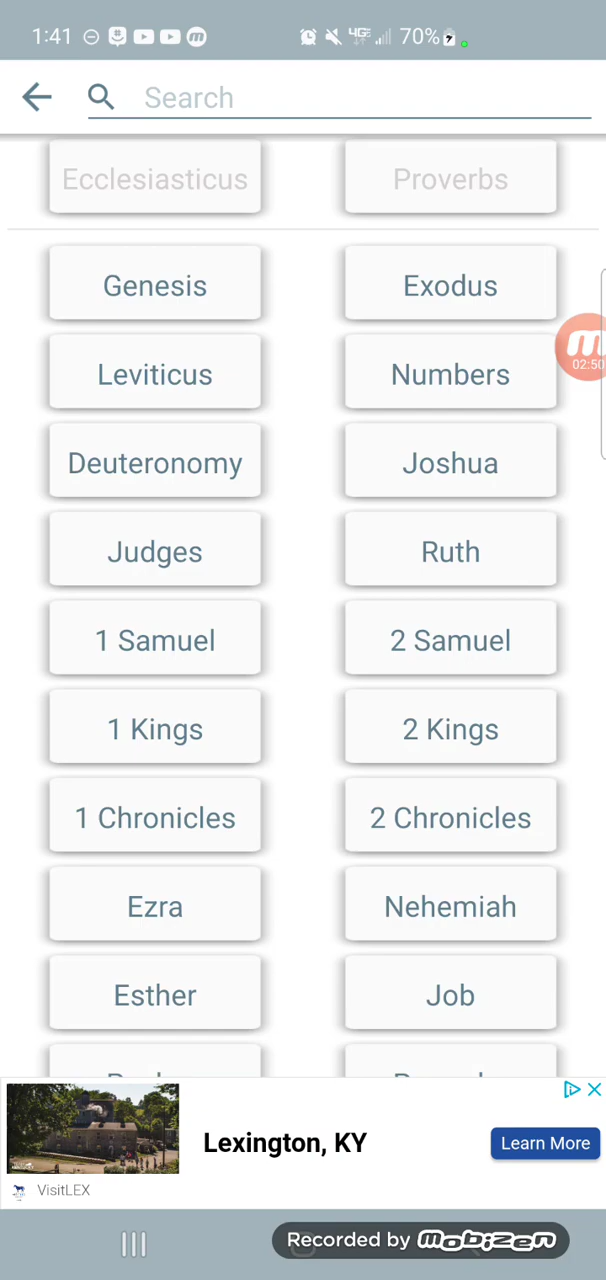 1:41
4GE 70%
Search
Ecclesiasticus Proverbs
Genesis Exodus
Leviticus Numbers
02:50
Deuteronomy Joshua
Judges Ruth
1 Samuel 2 Samuel
1 Kings 2 Kings
1 Chronicles 2 Chronicles
Ezra Nehemiah
Esther Job
Lexington, KY
Learn More
VisitLEX
Recorded by mobizen